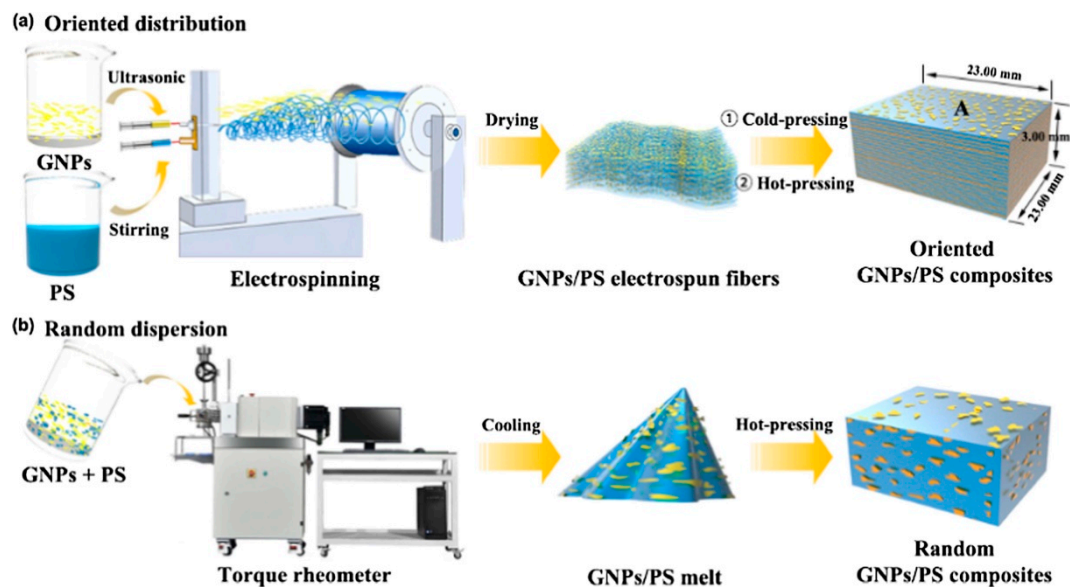 (a) Oriented distribution
Ultrasonic
GNPs
Stirring
PS
Electrospinning
Drying
GNPs/PS electrospun fibers
① Cold-pressing
② Hot-pressing
23.00 mm
A
3.00 mm
23.00 mm
Oriented
GNPs/PS composites
(b) Random dispersion
GNPs + PS
Torque rheometer
Cooling
GNPs/PS melt
Hot-pressing
Random
GNPs/PS composites